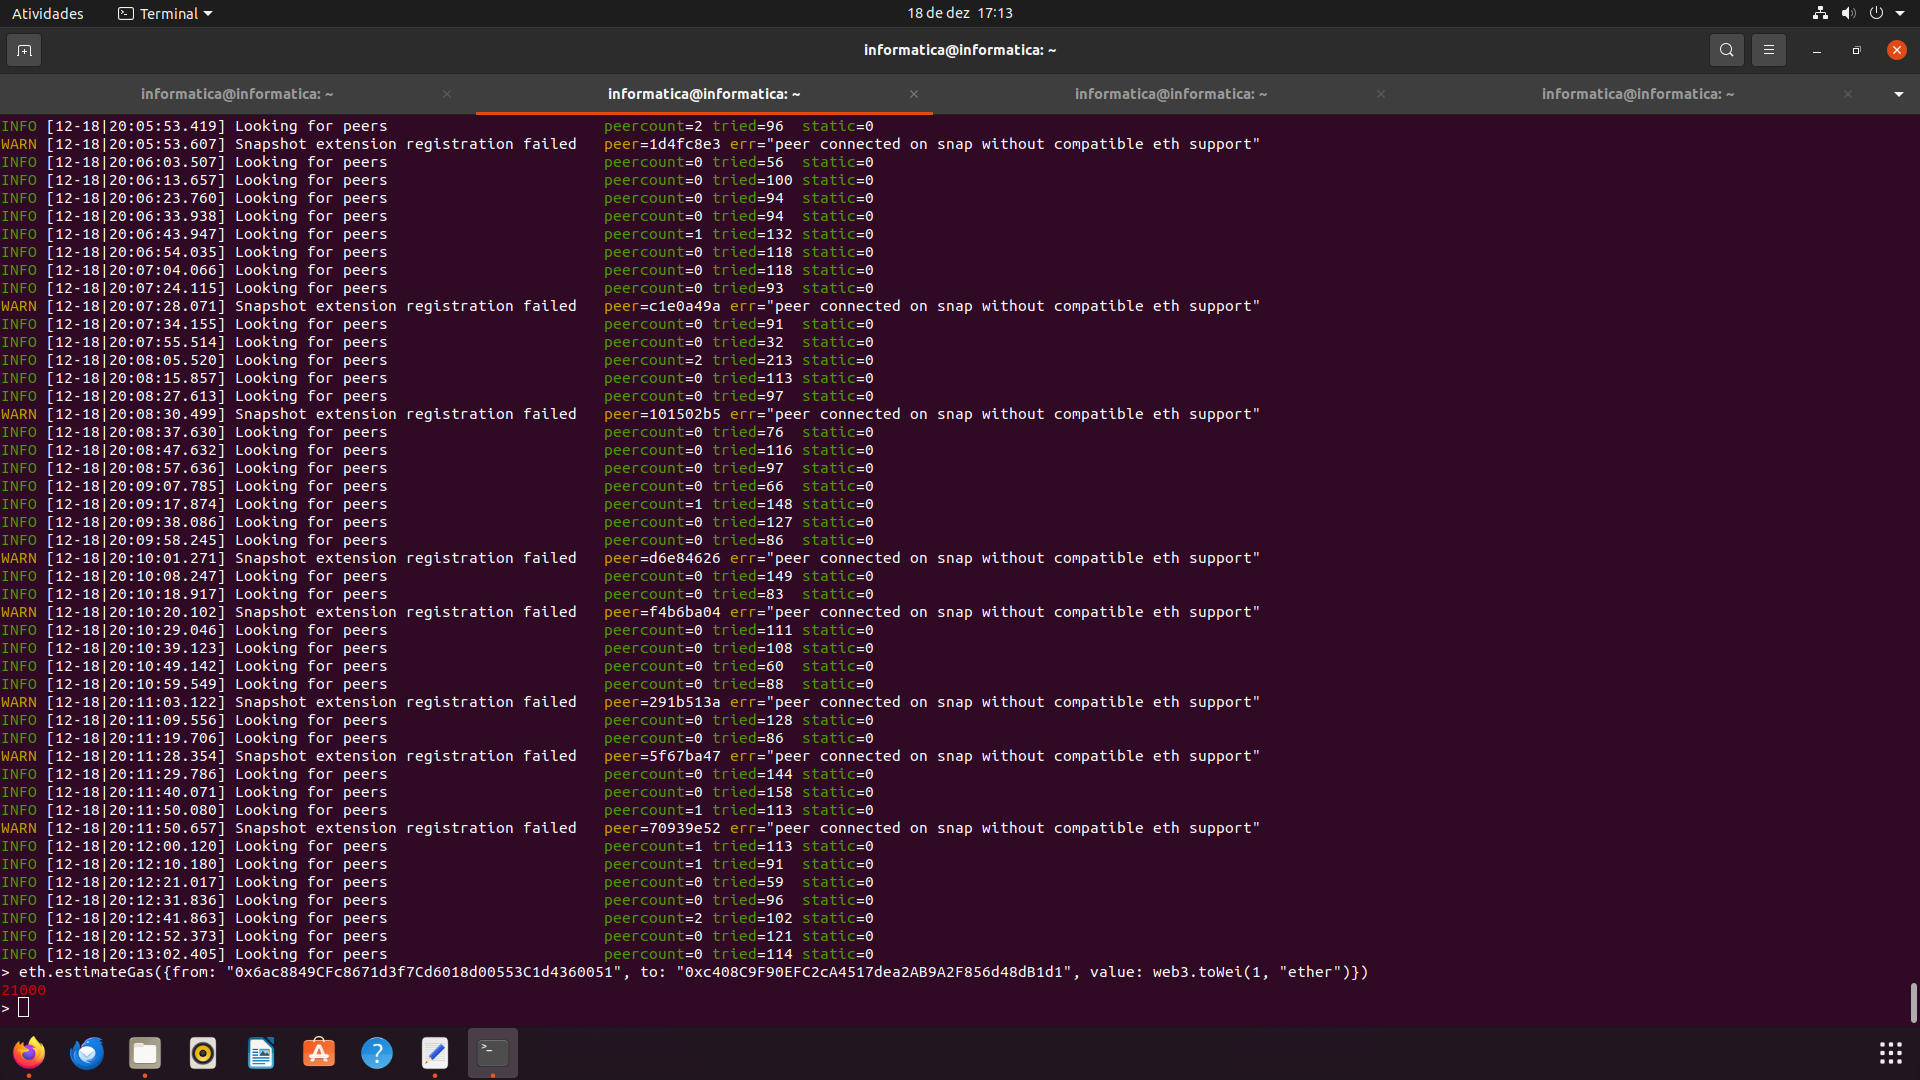 Atividades
Terminal
18 de dez 17:13
informatica@informatica: ~
informatica@informatica: ~
informatica@informatica: ~
informatica@informatica: ~
informatica@informatica: ~
INFO [12-18|20:05:53.419] Looking for peers peercount=2 tried=96 static=0
WARN [12-18|20:05:53.607] Snapshot extension registration failed peer=1d4fc8e3 err="peer connected on snap without compatible eth support"
INFO [12-18|20:06:03.507] Looking for peers peercount=0 tried=56 static=0
INFO [12-18|20:06:13.657] Looking for peers peercount=0 tried=100 static=0
INFO [12-18|20:06:23.760] Looking for peers peercount=0 tried=94 static=0
INFO [12-18|20:06:33.938] Looking for peers peercount=0 tried=94 static=0
INFO [12-18|20:06:43.947] Looking for peers peercount=1 tried=132 static=0
INFO [12-18|20:06:54.035] Looking for peers peercount=0 tried=118 static=0
INFO [12-18|20:07:04.066] Looking for peers peercount=0 tried=118 static=0
INFO [12-18|20:07:24.115] Looking for peers peercount=0 tried=93 static=0
WARN [12-18|20:07:28.071] Snapshot extension registration failed peer=c1e0a49a err="peer connected on snap without compatible eth support"
INFO [12-18|20:07:34.155] Looking for peers peercount=0 tried=91 static=0
INFO [12-18|20:07:55.514] Looking for peers peercount=0 tried=32 static=0
INFO [12-18|20:08:05.520] Looking for peers peercount=2 tried=213 static=0
INFO [12-18|20:08:15.857] Looking for peers peercount=0 tried=113 static=0
INFO [12-18|20:08:27.613] Looking for peers peercount=0 tried=97 static=0
WARN [12-18|20:08:30.499] Snapshot extension registration failed peer=101502b5 err="peer connected on snap without compatible eth support"
INFO [12-18|20:08:37.630] Looking for peers peercount=0 tried=76 static=0
INFO [12-18|20:08:47.632] Looking for peers peercount=0 tried=116 static=0
INFO [12-18|20:08:57.636] Looking for peers peercount=0 tried=97 static=0
INFO [12-18|20:09:07.785] Looking for peers peercount=0 tried=66 static=0
INFO [12-18|20:09:17.874] Looking for peers peercount=1 tried=148 static=0
INFO [12-18|20:09:38.086] Looking for peers peercount=0 tried=127 static=0
INFO [12-18|20:09:58.245] Looking for peers peercount=0 tried=86 static=0
WARN [12-18|20:10:01.271] Snapshot extension registration failed peer=d6e84626 err="peer connected on snap without compatible eth support"
INFO [12-18|20:10:08.247] Looking for peers peercount=0 tried=149 static=0
INFO [12-18|20:10:18.917] Looking for peers peercount=0 tried=83 static=0
WARN [12-18|20:10:20.102] Snapshot extension registration failed peer=f4b6ba04 err="peer connected on snap without compatible eth support"
INFO [12-18|20:10:29.046] Looking for peers peercount=0 tried=111 static=0
INFO [12-18|20:10:39.123] Looking for peers peercount=0 tried=108 static=0
INFO [12-18|20:10:49.142] Looking for peers peercount=0 tried=60 static=0
INFO [12-18|20:10:59.549] Looking for peers peercount=0 tried=88 static=0
WARN [12-18|20:11:03.122] Snapshot extension registration failed peer=291b513a err="peer connected on snap without compatible eth support"
INFO [12-18|20:11:09.556] Looking for peers peercount=0 tried=128 static=0
INFO [12-18|20:11:19.706] Looking for peers peercount=0 tried=86 static=0
WARN [12-18|20:11:28.354] Snapshot extension registration failed peer=5f67ba47 err="peer connected on snap without compatible eth support"
INFO [12-18|20:11:29.786] Looking for peers peercount=0 tried=144 static=0
INFO [12-18|20:11:40.071] Looking for peers peercount=0 tried=158 static=0
INFO [12-18|20:11:50.080] Looking for peers peercount=1 tried=113 static=0
WARN [12-18|20:11:50.657] Snapshot extension registration failed peer=70939e52 err="peer connected on snap without compatible eth support"
INFO [12-18|20:12:00.120] Looking for peers peercount=1 tried=113 static=0
INFO [12-18|20:12:10.180] Looking for peers peercount=1 tried=91 static=0
INFO [12-18|20:12:21.017] Looking for peers peercount=0 tried=59 static=0
INFO [12-18|20:12:31.836] Looking for peers peercount=0 tried=96 static=0
INFO [12-18|20:12:41.863] Looking for peers peercount=2 tried=102 static=0
INFO [12-18|20:12:52.373] Looking for peers peercount=0 tried=121 static=0
INFO [12-18|20:13:02.405] Looking for peers peercount=0 tried=114 static=0
> eth.estimateGas({from: "0x6ac8849CFc8671d3f7Cd6018d00553C1d4360051", to: "0xc408C9F90EFC2cA4517dea2AB9A2F856d48dB1d1", value: web3.toWei(1, "ether")})
21000
>